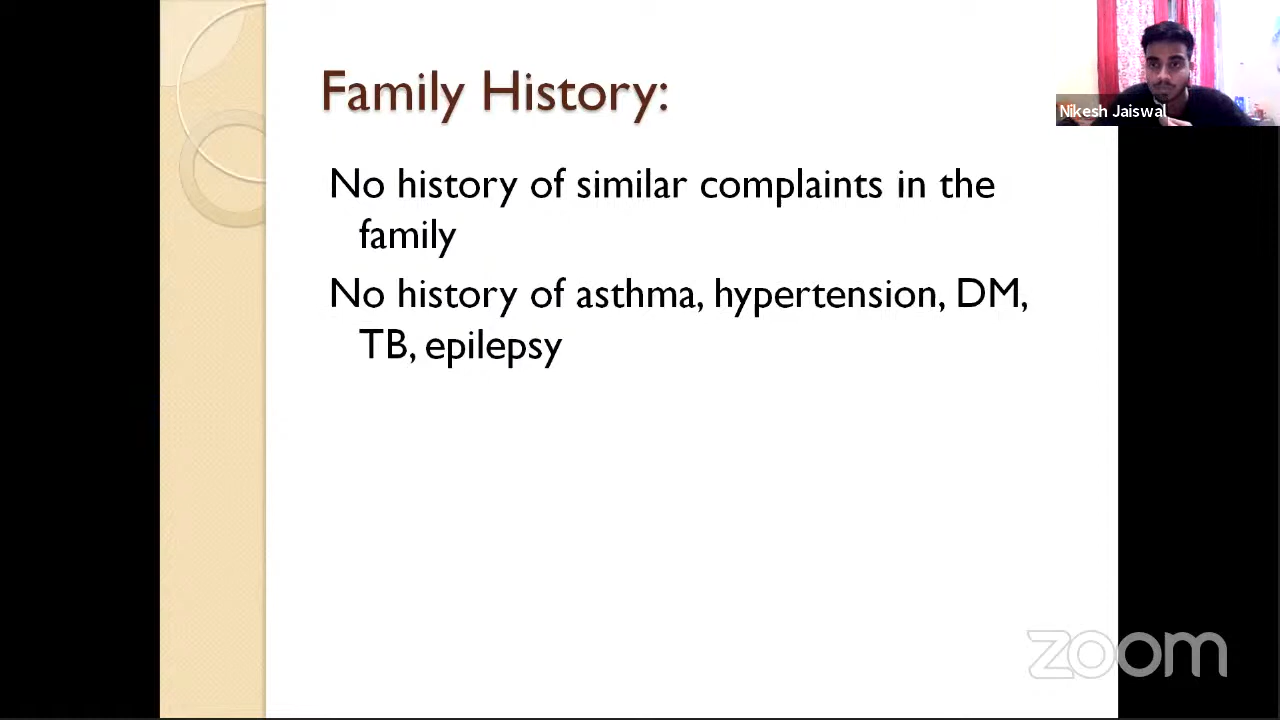 Family History:
Nikesh Jaiswal
No history of similar complaints in the
family
No history of asthma, hypertension, DM,
TB, epilepsy
zoom